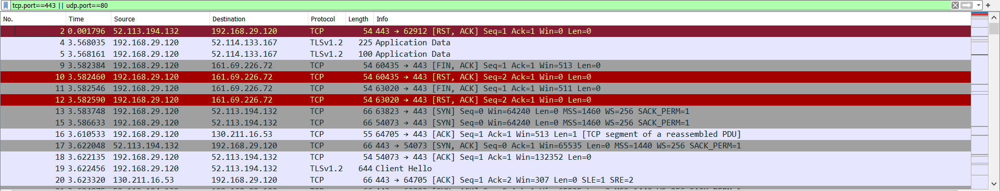 tcp.port==443 || udp.port==80
No. Time Source Destination Protocol Length Info
2 0.001796 52.113.194.132 192.168.29.120 TCP 54 443 → 62912 [RST, ACK] Seq=1 Ack=1 Win=0 Len=0
4 3.568035 192.168.29.120 52.114.133.167 TLSv1.2 225 Application Data
5 3.568161 192.168.29.120 52.114.133.167 TLSv1.2 100 Application Data
9 3.582384 192.168.29.120 161.69.226.72 TCP 54 60435 → 443 [FIN, ACK] Seq=1 Ack=1 Win=513 Len=0
10 3.582460 192.168.29.120 161.69.226.72 TCP 54 60435 → 443 [RST, ACK] Seq=2 Ack=1 Win=0 Len=0
11 3.582546 192.168.29.120 161.69.226.72 TCP 54 63020 → 443 [FIN, ACK] Seq=1 Ack=1 Win=511 Len=0
12 3.582590 192.168.29.120 161.69.226.72 TCP 54 63020 → 443 [RST, ACK] Seq=2 Ack=1 Win=0 Len=0
13 3.583748 192.168.29.120 52.113.194.132 TCP 66 63823 → 443 [SYN] Seq=0 Win=64240 Len=0 MSS=1460 WS=256 SACK_PERM=1
15 3.586633 192.168.29.120 52.113.194.132 TCP 66 54073 → 443 [SYN] Seq=0 Win=64240 Len=0 MSS=1460 WS=256 SACK_PERM=1
16 3.610533 192.168.29.120 130.211.16.53 TCP 55 64705 → 443 [ACK] Seq=1 Ack=1 Win=513 Len=1 [TCP segment of a reassembled PDU]
17 3.622048 52.113.194.132 192.168.29.120 TCP 66 443 → 54073 [SYN, ACK] Seq=0 Ack=1 Win=65535 Len=0 MSS=1440 WS=256 SACK_PERM=1
18 3.622135 192.168.29.120 52.113.194.132 TCP 54 54073 → 443 [ACK] Seq=1 Ack=1 Win=132352 Len=0
19 3.622456 192.168.29.120 52.113.194.132 TLSv1.2 644 Client Hello
20 3.623320 130.211.16.53 192.168.29.120 TCP 66 443 → 64705 [ACK] Seq=1 Ack=2 Win=307 Len=0 SLE=1 SRE=2